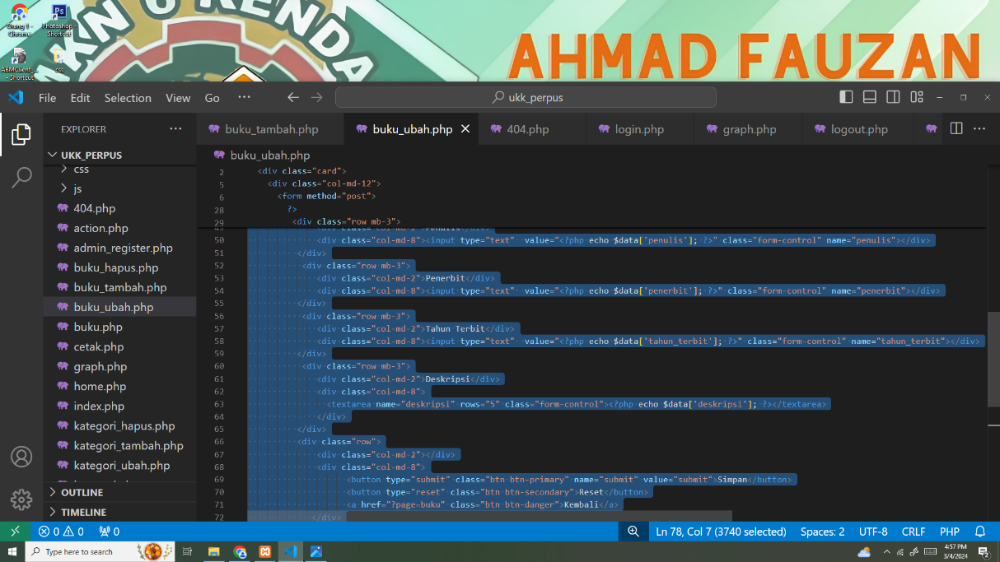 KN 6 RENDA
AHMAD FAUZAN
Chrome
Photoshop - Shortcut
ABMClient_... - Shortcut
css
File Edit Selection View Go ··· ukk_perpus
EXPLORER ···
buku_tambah.php buku_ubah.php 404.php login.php graph.php logout.php ···
UKK_PERPUS
css
js
404.php
action.php
admin_register.php
buku_hapus.php
buku_tambah.php
buku_ubah.php
buku.php
cetak.php
graph.php
home.php
index.php
kategori_hapus.php
kategori_tambah.php
kategori_ubah.php
OUTLINE
TIMELINE
buku_ubah.php
2 <div class="card">
5 <div class="col-md-12">
6 <form method="post">
28 ?>
29 <div class="row mb-3">
49 <div class="col-md-2">Penulis</div>
50 <div class="col-md-8"><input type="text" value="<?php echo $data['penulis']; ?>" class="form-control" name="penulis"></div>
51 </div>
52 <div class="row mb-3">
53 <div class="col-md-2">Penerbit</div>
54 <div class="col-md-8"><input type="text" value="<?php echo $data['penerbit']; ?>" class="form-control" name="penerbit"></div>
55 </div>
56 <div class="row mb-3">
57 <div class="col-md-2">Tahun Terbit</div>
58 <div class="col-md-8"><input type="text" value="<?php echo $data['tahun_terbit']; ?>" class="form-control" name="tahun_terbit"></div>
59 </div>
60 <div class="row mb-3">
61 <div class="col-md-2">Deskripsi</div>
62 <div class="col-md-8">
63 <textarea name="deskripsi" rows="5" class="form-control"><?php echo $data['deskripsi']; ?></textarea>
64 </div>
65 </div>
66 <div class="row">
67 <div class="col-md-2"></div>
68 <div class="col-md-8">
69 <button type="submit" class="btn btn-primary" name="submit" value="submit">Simpan</button>
70 <button type="reset" class="btn btn-secondary">Reset</button>
71 <a href="?page=buku" class="btn btn-danger">Kembali</a>
72 </div>
0 0 0 Ln 78, Col 7 (3740 selected) Spaces: 2 UTF-8 CRLF PHP
Type here to search
4:57 PM
3/4/2024
2